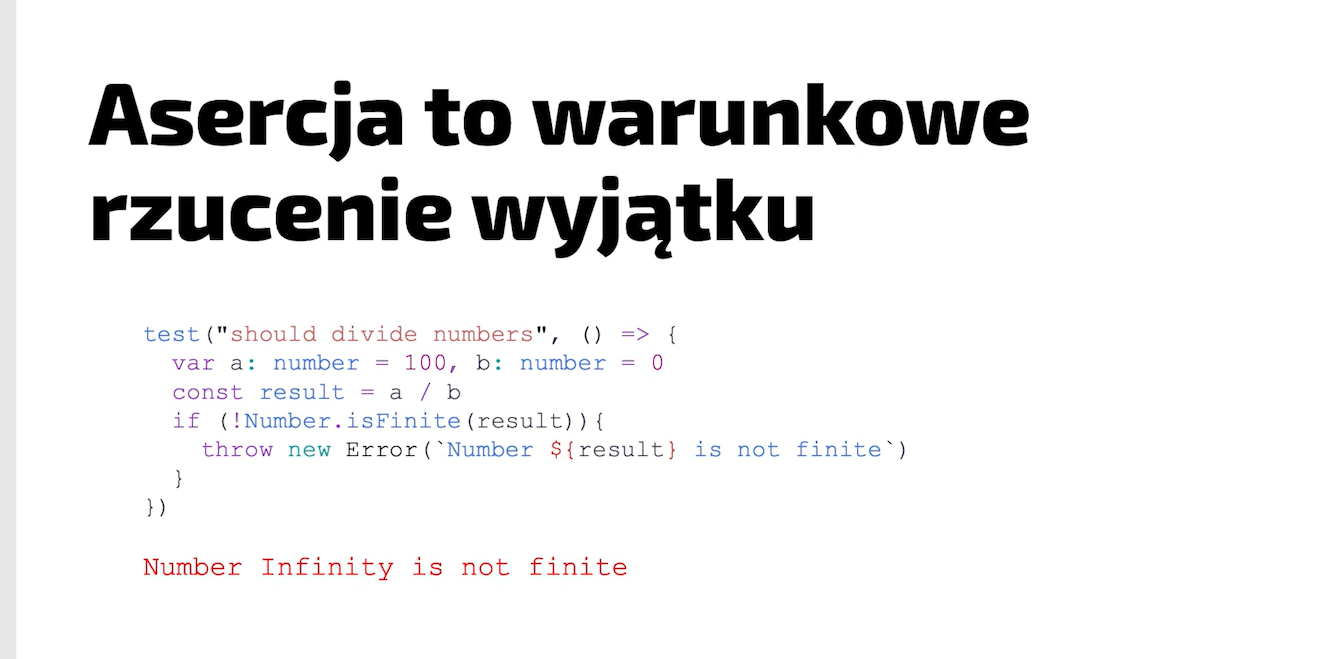 Asercja to warunkowe
rzucenie wyjątku
test("should divide numbers", () => {
  var a: number = 100, b: number = 0
  const result = a / b
  if (!Number.isFinite(result)){
    throw new Error(`Number ${result} is not finite`)
  }
})
Number Infinity is not finite